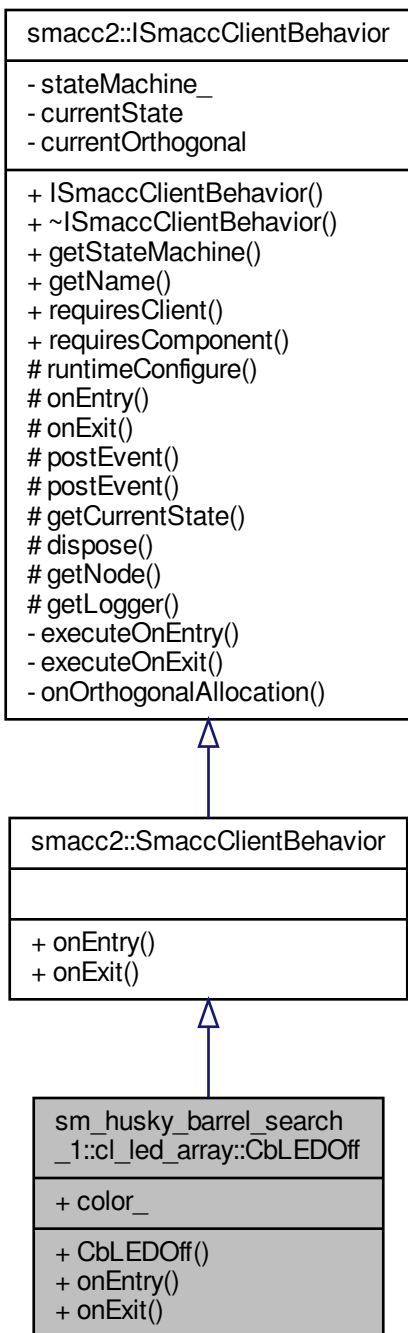 smacc2::ISmaccClientBehavior
- stateMachine_
- currentState
- currentOrthogonal
+ ISmaccClientBehavior()
+ ~ISmaccClientBehavior()
+ getStateMachine()
+ getName()
+ requiresClient()
+ requiresComponent()
# runtimeConfigure()
# onEntry()
# onExit()
# postEvent()
# postEvent()
# getCurrentState()
# dispose()
# getNode()
# getLogger()
- executeOnEntry()
- executeOnExit()
- onOrthogonalAllocation()
smacc2::SmaccClientBehavior
+ onEntry()
+ onExit()
sm_husky_barrel_search
_1::cl_led_array::CbLEDOff
+ color_
+ CbLEDOff()
+ onEntry()
+ onExit()